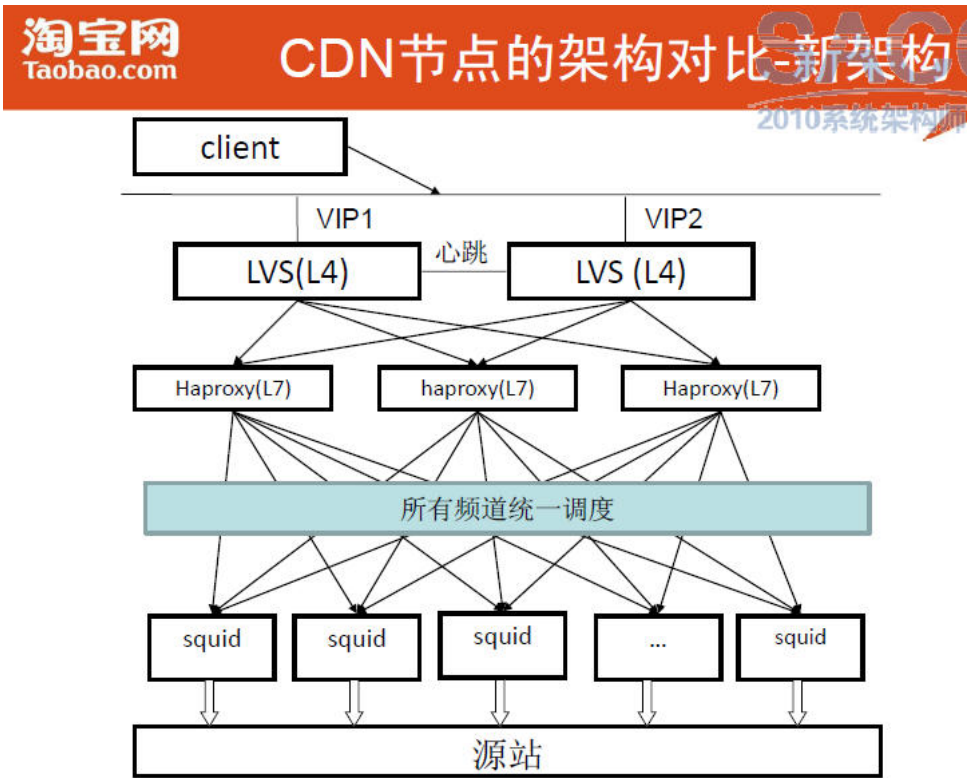 淘宝网
Taobao.com
CDN节点的架构对比-新架构
2010系统架构师
client
VIP1
VIP2
心跳
LVS(L4)
LVS (L4)
Haproxy(L7)
haproxy(L7)
Haproxy(L7)
所有频道统一调度
squid
squid
squid
...
squid
源站